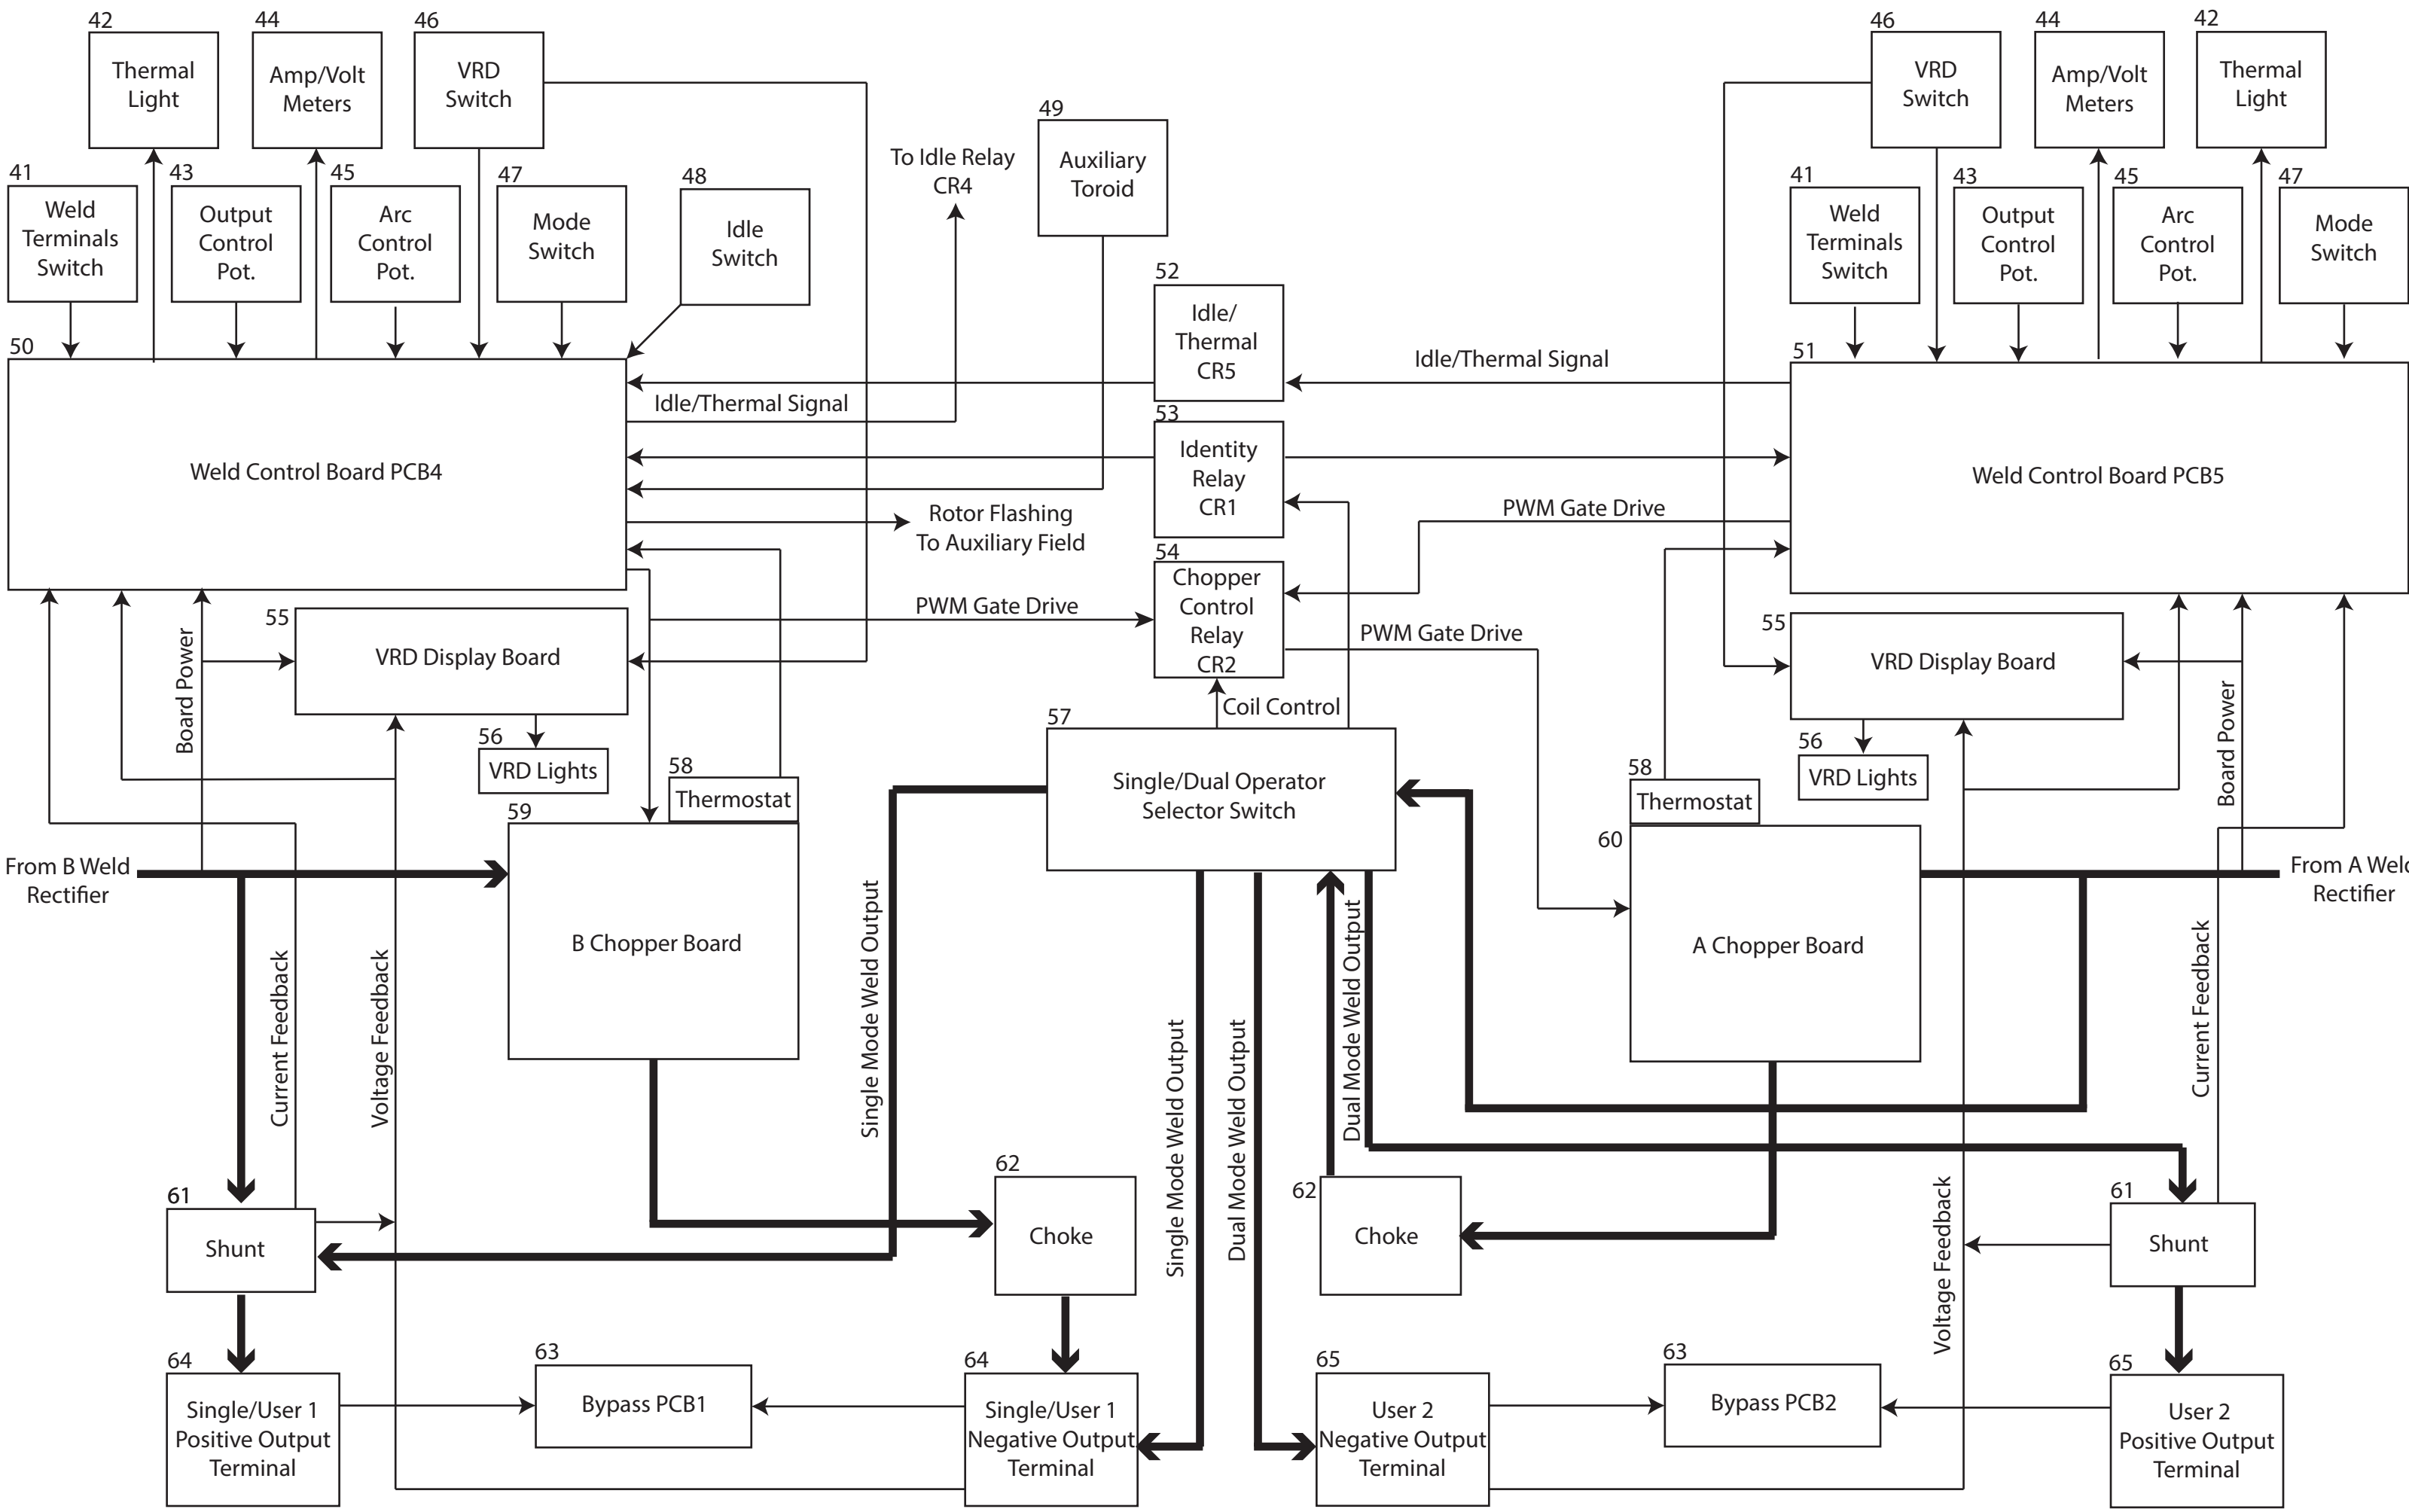 42
Thermal
Light
44
Amp/Volt
Meters
46
VRD
Switch
46
VRD
Switch
44
Amp/Volt
Meters
42
Thermal
Light
49
Auxiliary
Toroid
To Idle Relay
CR4
41
Weld
Terminals
Switch
43
Output
Control
Pot.
45
Arc
Control
Pot.
47
Mode
Switch
48
Idle
Switch
41
Weld
Terminals
Switch
43
Output
Control
Pot.
45
Arc
Control
Pot.
47
Mode
Switch
52
Idle/
Thermal
CR5
50
Weld Control Board PCB4
Idle/Thermal Signal
Idle/Thermal Signal
51
Weld Control Board PCB5
53
Identity
Relay
CR1
Rotor Flashing
To Auxiliary Field
PWM Gate Drive
54
Chopper
Control
Relay
CR2
PWM Gate Drive
PWM Gate Drive
Coil Control
55
VRD Display Board
55
VRD Display Board
Board Power
Board Power
56
VRD Lights
56
VRD Lights
57
Single/Dual Operator
Selector Switch
58
Thermostat
58
Thermostat
59
B Chopper Board
60
A Chopper Board
From B Weld
Rectifier
From A Weld
Rectifier
Current Feedback
Voltage Feedback
Single Mode Weld Output
Single Mode Weld Output
Dual Mode Weld Output
Dual Mode Weld Output
Voltage Feedback
Current Feedback
61
Shunt
62
Choke
62
Choke
61
Shunt
64
Single/User 1
Positive Output
Terminal
63
Bypass PCB1
64
Single/User 1
Negative Output
Terminal
65
User 2
Negative Output
Terminal
63
Bypass PCB2
65
User 2
Positive Output
Terminal